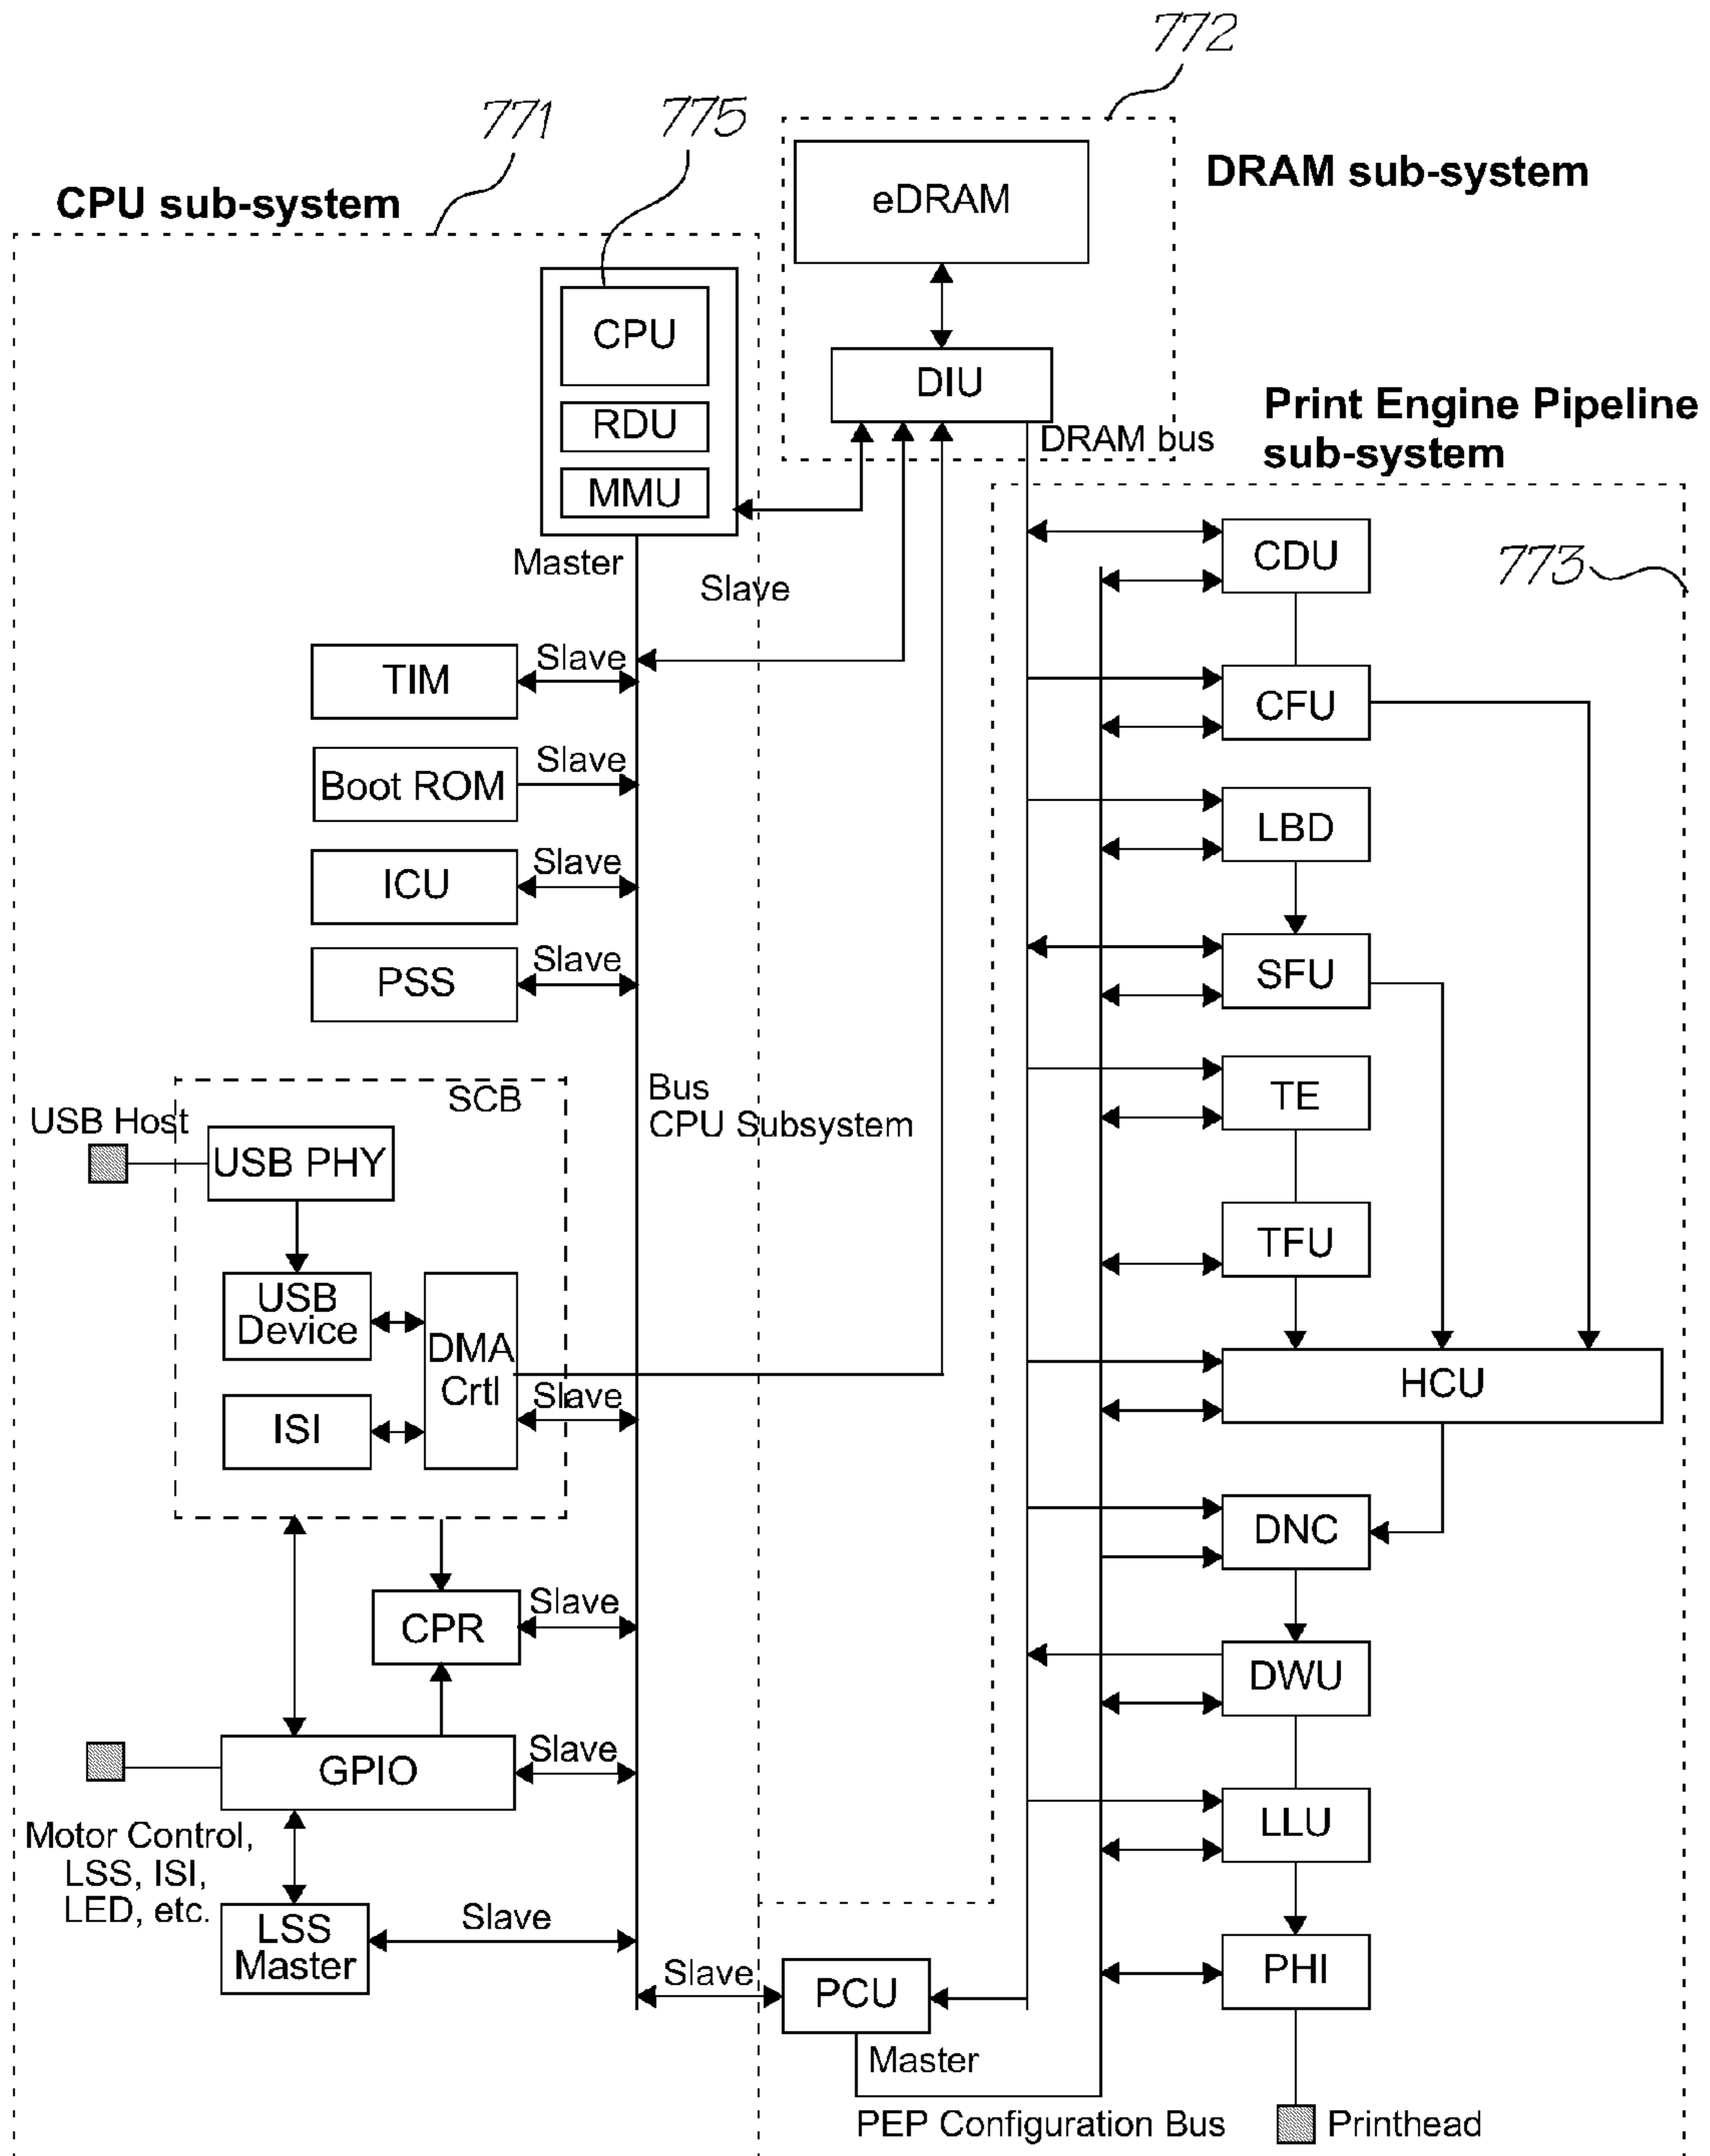 772
771
775
DRAM sub-system
CPU sub-system
eDRAM
CPU
DIU
RDU
Print Engine Pipeline
sub-system
DRAM bus
MMU
Master
Slave
CDU
773
TIM
Slave
CFU
Boot ROM
Slave
LBD
ICU
Slave
PSS
Slave
SFU
SCB
Bus
CPU Subsystem
TE
USB Host
USB PHY
TFU
USB
Device
DMA
Crtl
Slave
HCU
ISI
DNC
CPR
Slave
DWU
GPIO
Slave
Motor Control,
LSS, ISI,
LED, etc.
LLU
LSS
Master
Slave
Slave
PCU
PHI
Master
PEP Configuration Bus
Printhead